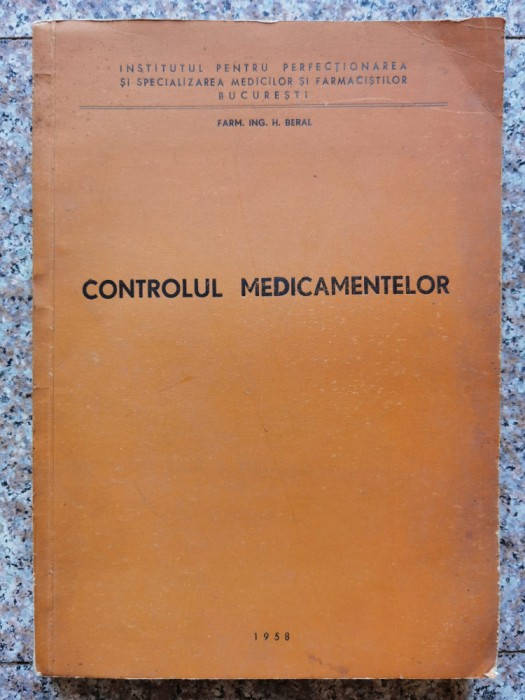 INSTITUTUL PENTRU PERFECȚIONAREA
ȘI SPECIALIZAREA MEDICILOR ȘI FARMACIȘTILOR
BUCUREȘTI
FARM. ING. H. BERAL
CONTROLUL MEDICAMENTELOR
1958